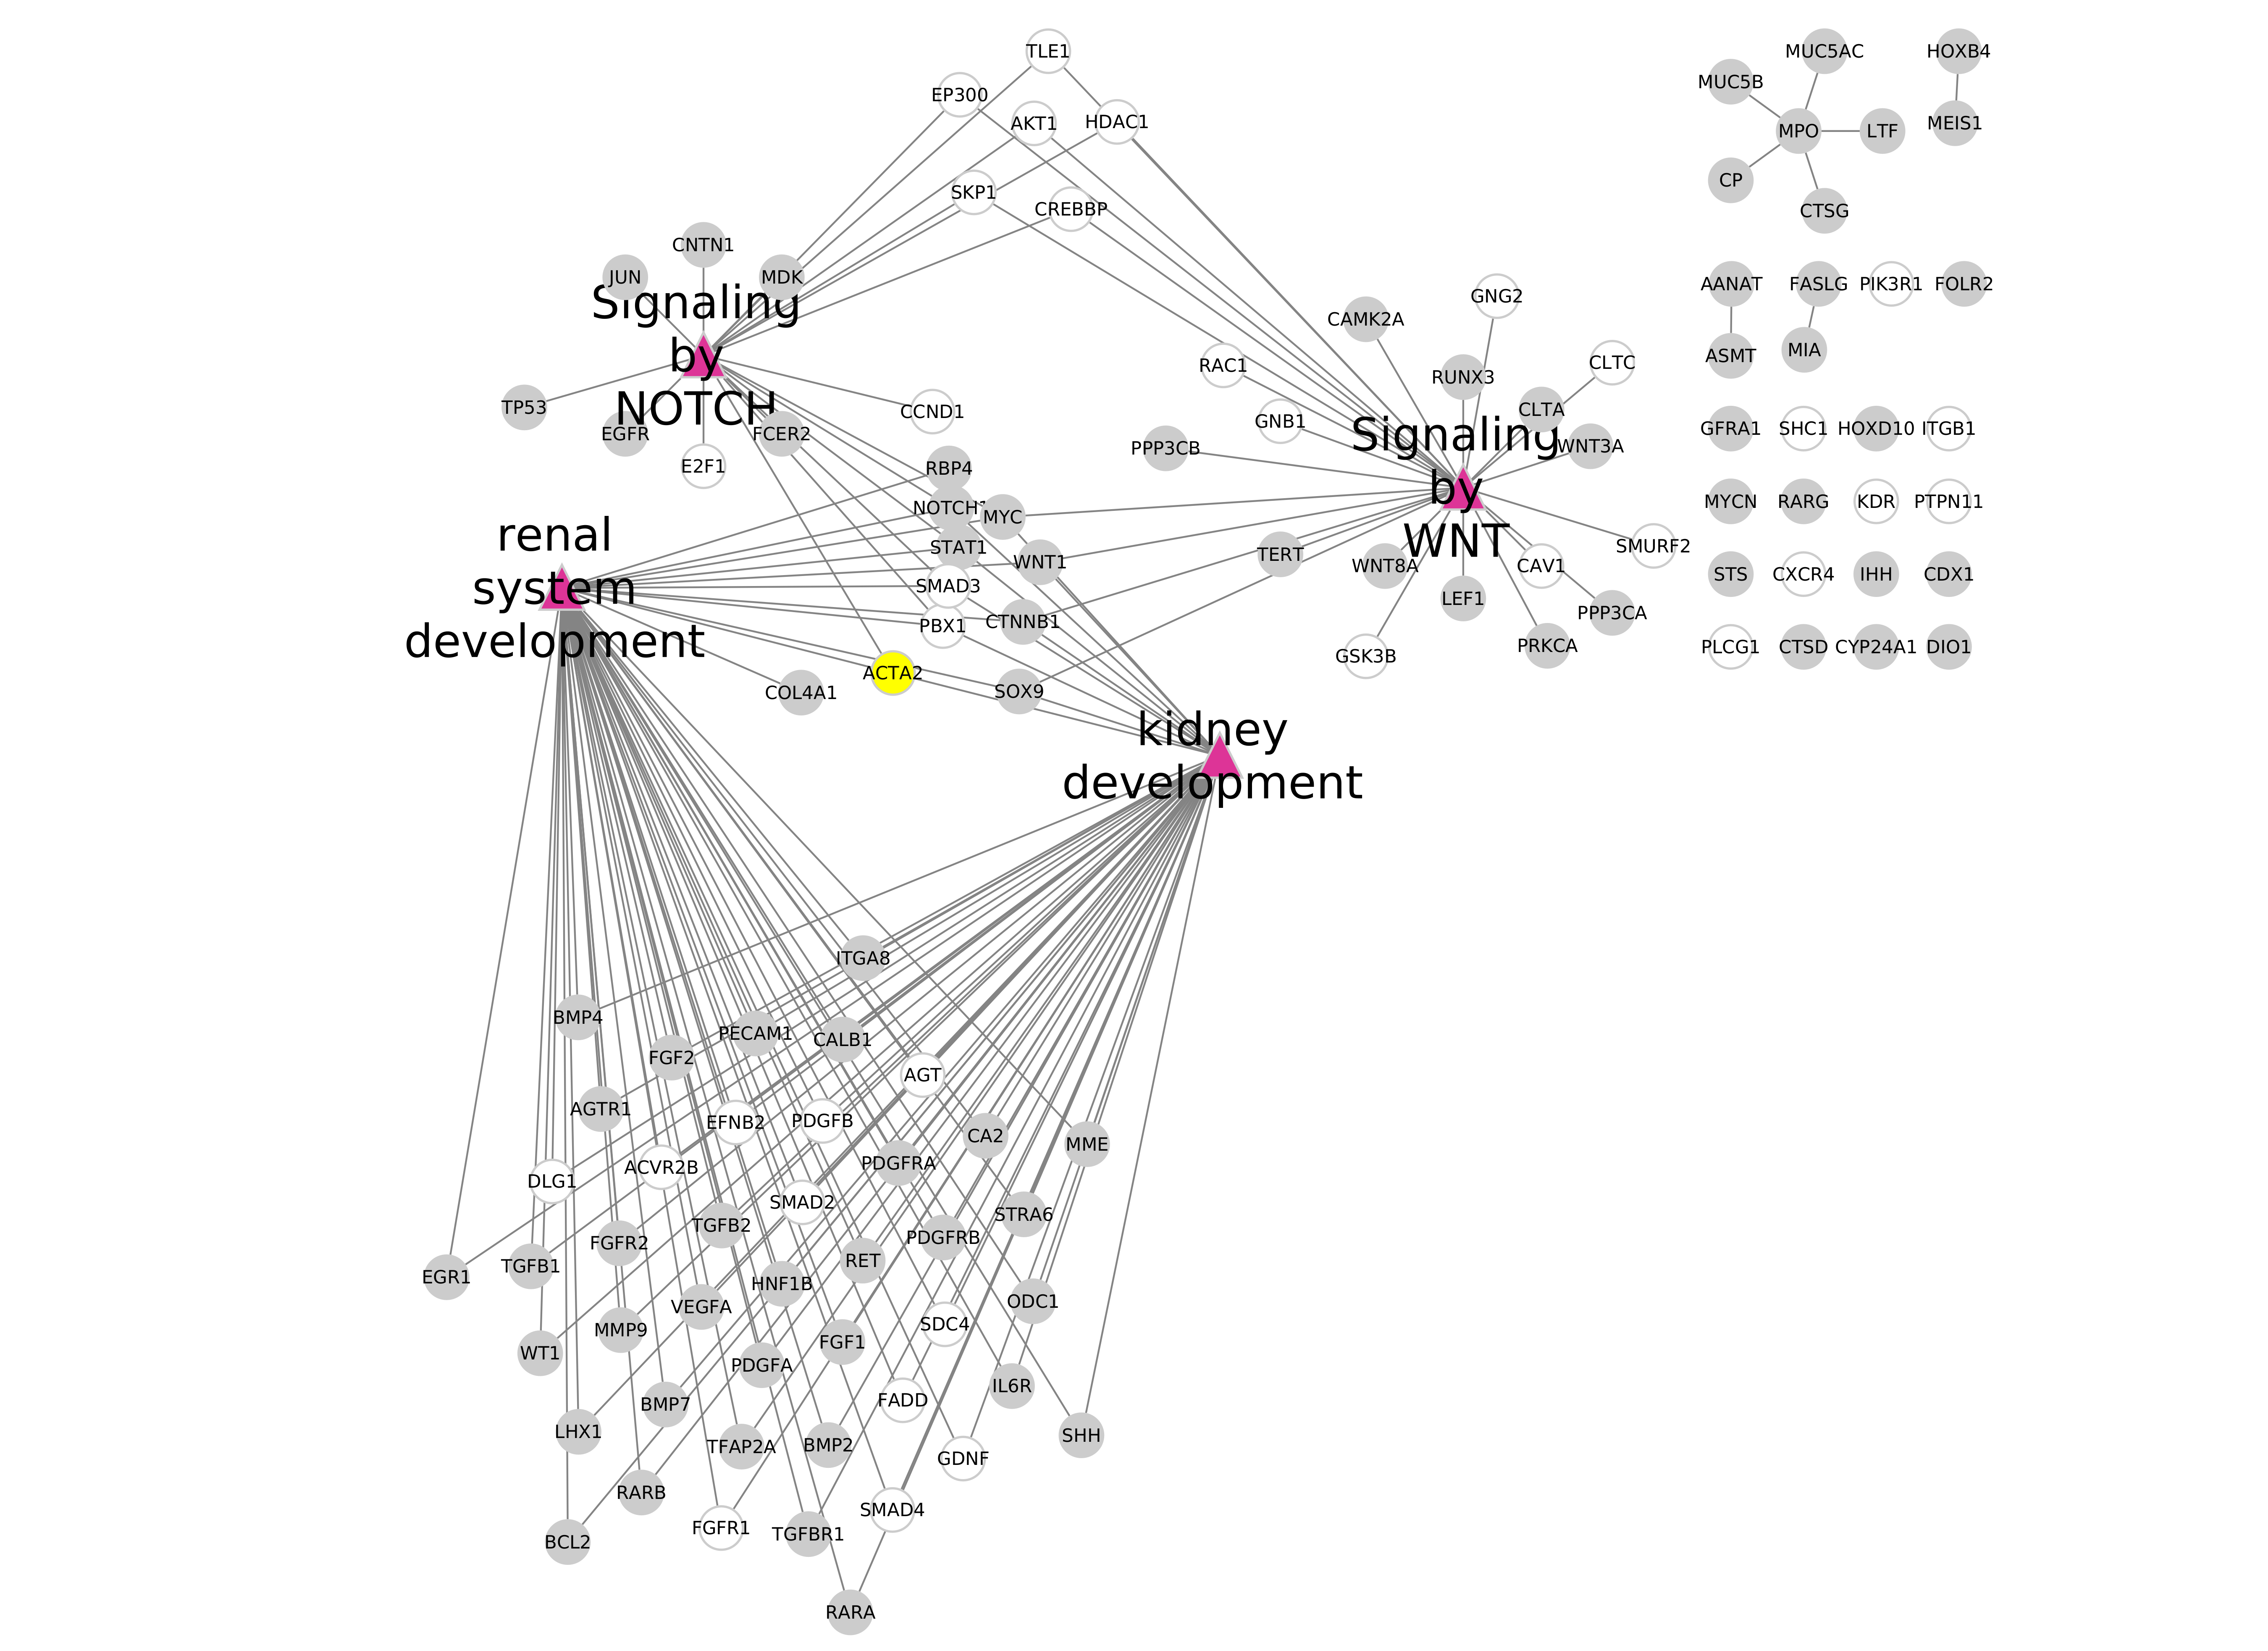 TLE1
EP300
AKT1
HDAC1
SKP1
CREBBP
CNTN1
JUN
MDK
Signaling
by
NOTCH
TP53
EGFR
E2F1
FCER2
CCND1
RBP4
NOTCH1
MYC
STAT1
WNT1
SMAD3
PBX1
CTNNB1
ACTA2
COL4A1
SOX9
renal
system
development
GNG2
CAMK2A
RAC1
RUNX3
CLTC
CLTA
GNB1
PPP3CB
WNT3A
Signaling
by
WNT
TERT
WNT8A
CAV1
SMURF2
LEF1
PPP3CA
PRKCA
GSK3B
kidney
development
MUC5AC
HOXB4
MUC5B
MPO
LTF
MEIS1
CP
CTSG
AANAT
FASLG
PIK3R1
FOLR2
ASMT
MIA
GFRA1
SHC1
HOXD10
ITGB1
MYCN
RARG
KDR
PTPN11
STS
CXCR4
IHH
CDX1
PLCG1
CTSD
CYP24A1
DIO1
ITGA8
BMP4
PECAM1
CALB1
FGF2
AGT
AGTR1
EFNB2
PDGFB
CA2
MME
PDGFRA
ACVR2B
DLG1
SMAD2
STRA6
TGFB2
PDGFRB
FGFR2
RET
TGFB1
EGR1
HNF1B
VEGFA
ODC1
SDC4
MMP9
FGF1
WT1
PDGFA
IL6R
FADD
BMP7
LHX1
SHH
TFAP2A
BMP2
GDNF
RARB
SMAD4
FGFR1
TGFBR1
BCL2
RARA